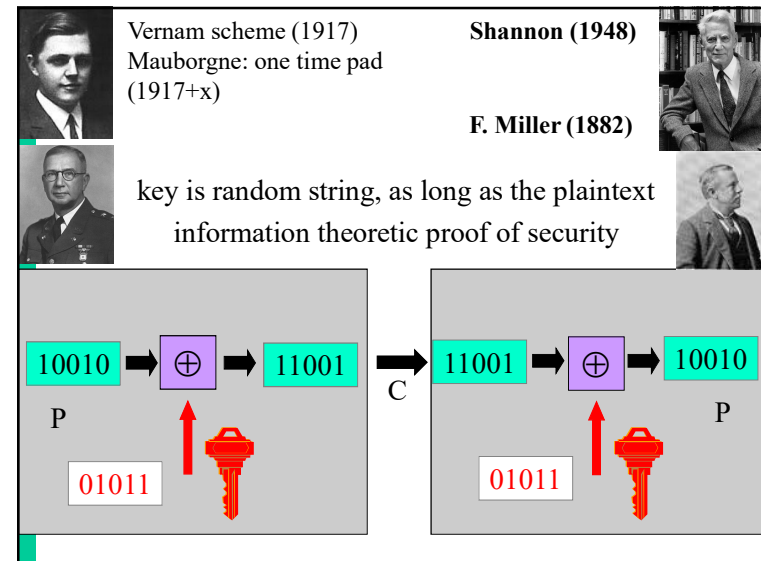 Vernam scheme (1917)
Mauborgne: one time pad
(1917+x)
Shannon (1948)
F. Miller (1882)
key is random string, as long as the plaintext
information theoretic proof of security
10010
⊕
11001
P
01011
C
11001
⊕
10010
P
01011